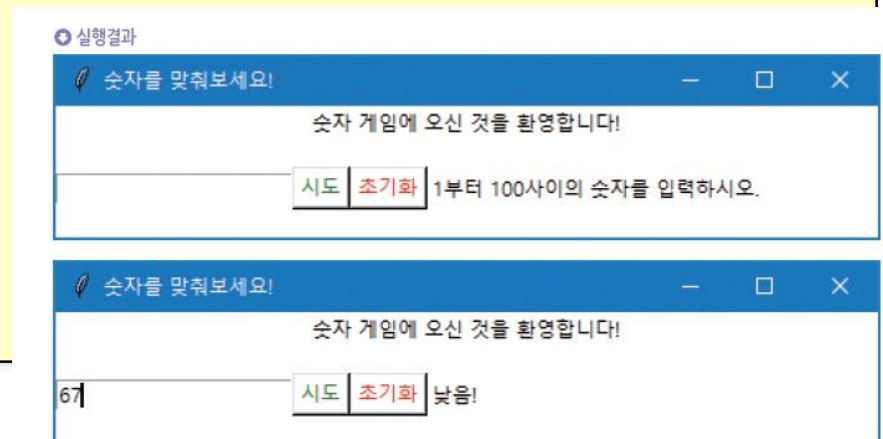 실행결과
숫자를 맞춰보세요!
숫자 게임에 오신 것을 환영합니다!
시도 초기화 1부터 100사이의 숫자를 입력하시오.
숫자를 맞춰보세요!
숫자 게임에 오신 것을 환영합니다!
67 시도 초기화 낮음!